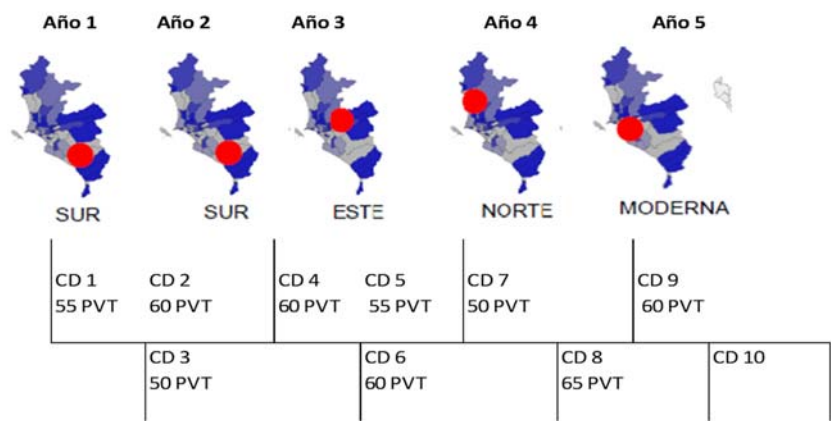 Año 1
Año 2
Año 3
Año 4
Año 5
SUR
SUR
ESTE
NORTE
MODERNA
CD 1
55 PVT
CD 2
60 PVT
CD 4
60 PVT
CD 5
55 PVT
CD 7
50 PVT
CD 9
60 PVT
CD 3
50 PVT
CD 6
60 PVT
CD 8
65 PVT
CD 10